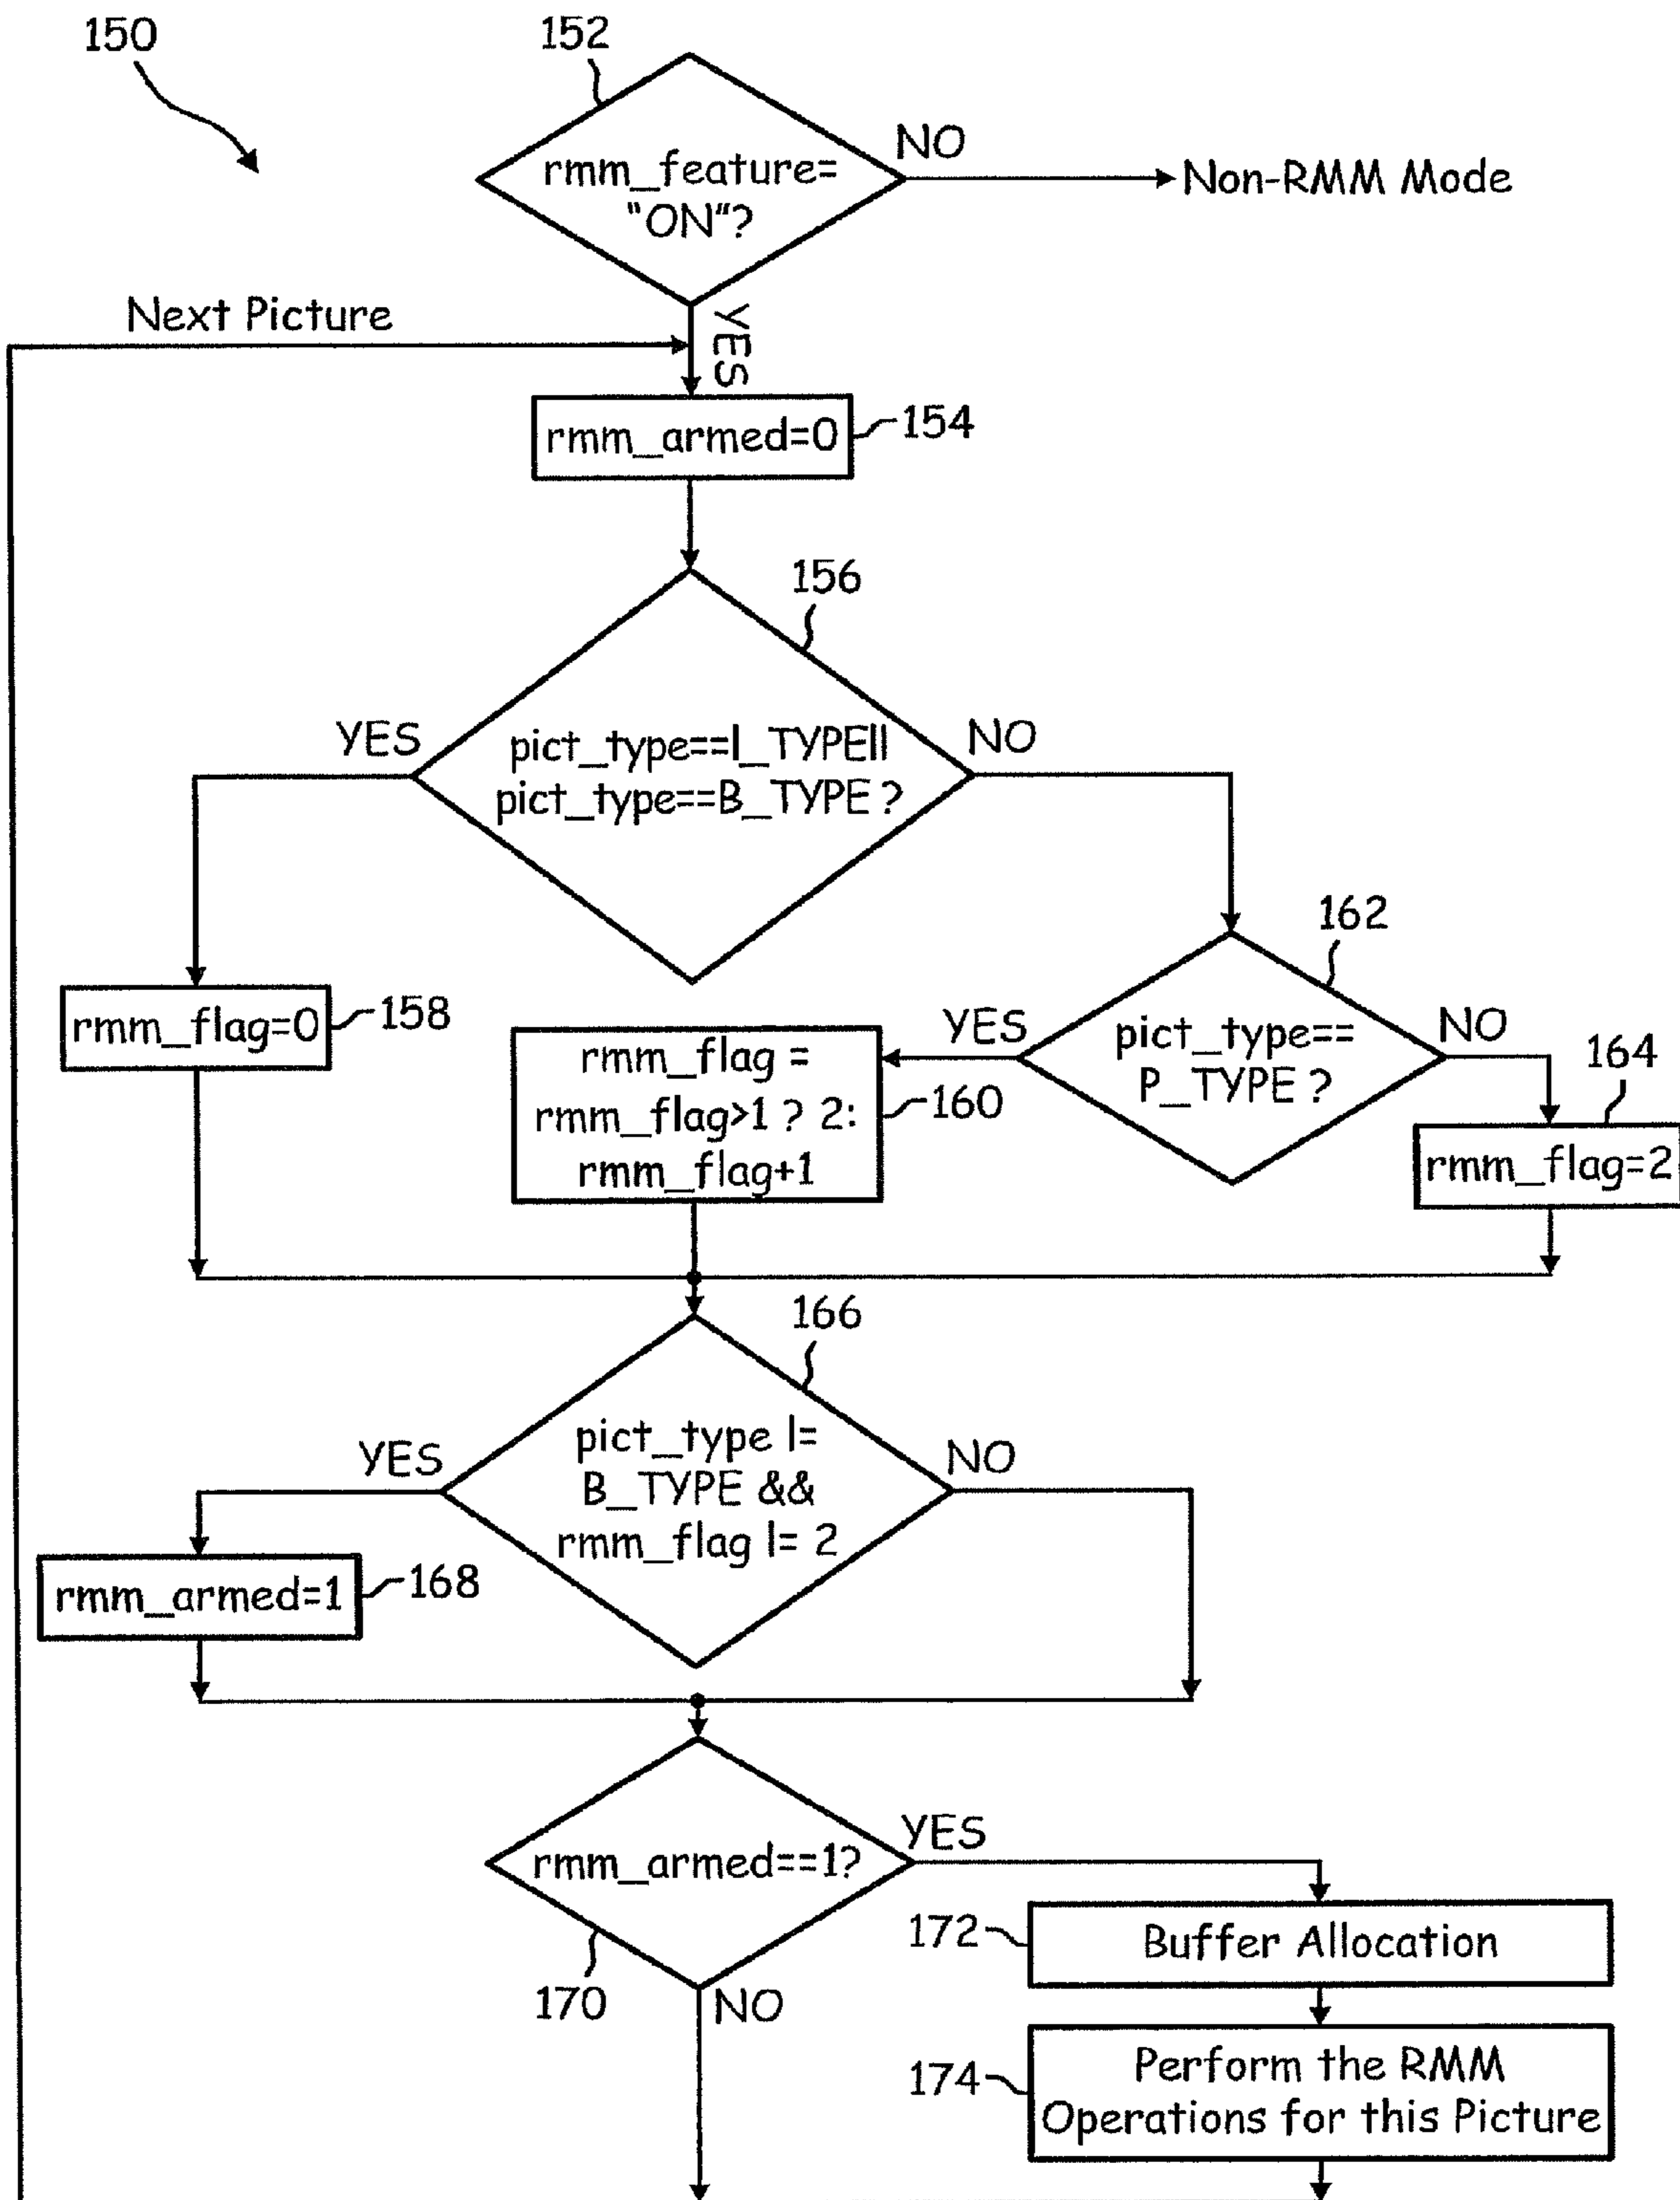 150
152
rmm_feature=
"ON"?
NO
Non-RMM Mode
YES
Next Picture
rmm_armed=0
154
156
pict_type==I_TYPE||
pict_type==B_TYPE ?
YES
NO
rmm_flag=0
158
162
pict_type==
P_TYPE ?
YES
NO
rmm_flag =
rmm_flag>1 ? 2:
rmm_flag+1
160
164
rmm_flag=2
166
pict_type !=
B_TYPE &&
rmm_flag != 2
YES
NO
rmm_armed=1
168
rmm_armed==1?
YES
170
NO
172
Buffer Allocation
174
Perform the RMM
Operations for this Picture